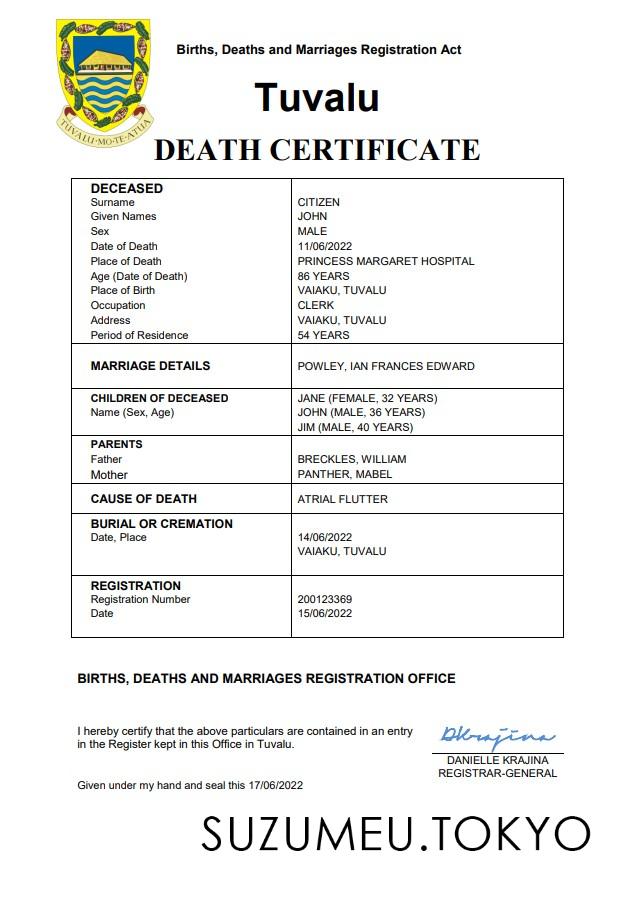 Births, Deaths and Marriages Registration Act
Tuvalu
TUVALU·MO·TE·ATUA
DEATH CERTIFICATE
DECEASED
Surname CITIZEN
Given Names JOHN
Sex MALE
Date of Death 11/06/2022
Place of Death PRINCESS MARGARET HOSPITAL
Age (Date of Death) 86 YEARS
Place of Birth VAIAKU, TUVALU
Occupation CLERK
Address VAIAKU, TUVALU
Period of Residence 54 YEARS
MARRIAGE DETAILS POWLEY, IAN FRANCES EDWARD
CHILDREN OF DECEASED JANE (FEMALE, 32 YEARS)
Name (Sex, Age) JOHN (MALE, 36 YEARS)
JIM (MALE, 40 YEARS)
PARENTS
Father BRECKLES, WILLIAM
Mother PANTHER, MABEL
CAUSE OF DEATH ATRIAL FLUTTER
BURIAL OR CREMATION
Date, Place 14/06/2022
VAIAKU, TUVALU
REGISTRATION
Registration Number 200123369
Date 15/06/2022
BIRTHS, DEATHS AND MARRIAGES REGISTRATION OFFICE
I hereby certify that the above particulars are contained in an entry
in the Register kept in this Office in Tuvalu.
DKrajina
DANIELLE KRAJINA
REGISTRAR-GENERAL
Given under my hand and seal this 17/06/2022
SUZUMEU.TOKYO